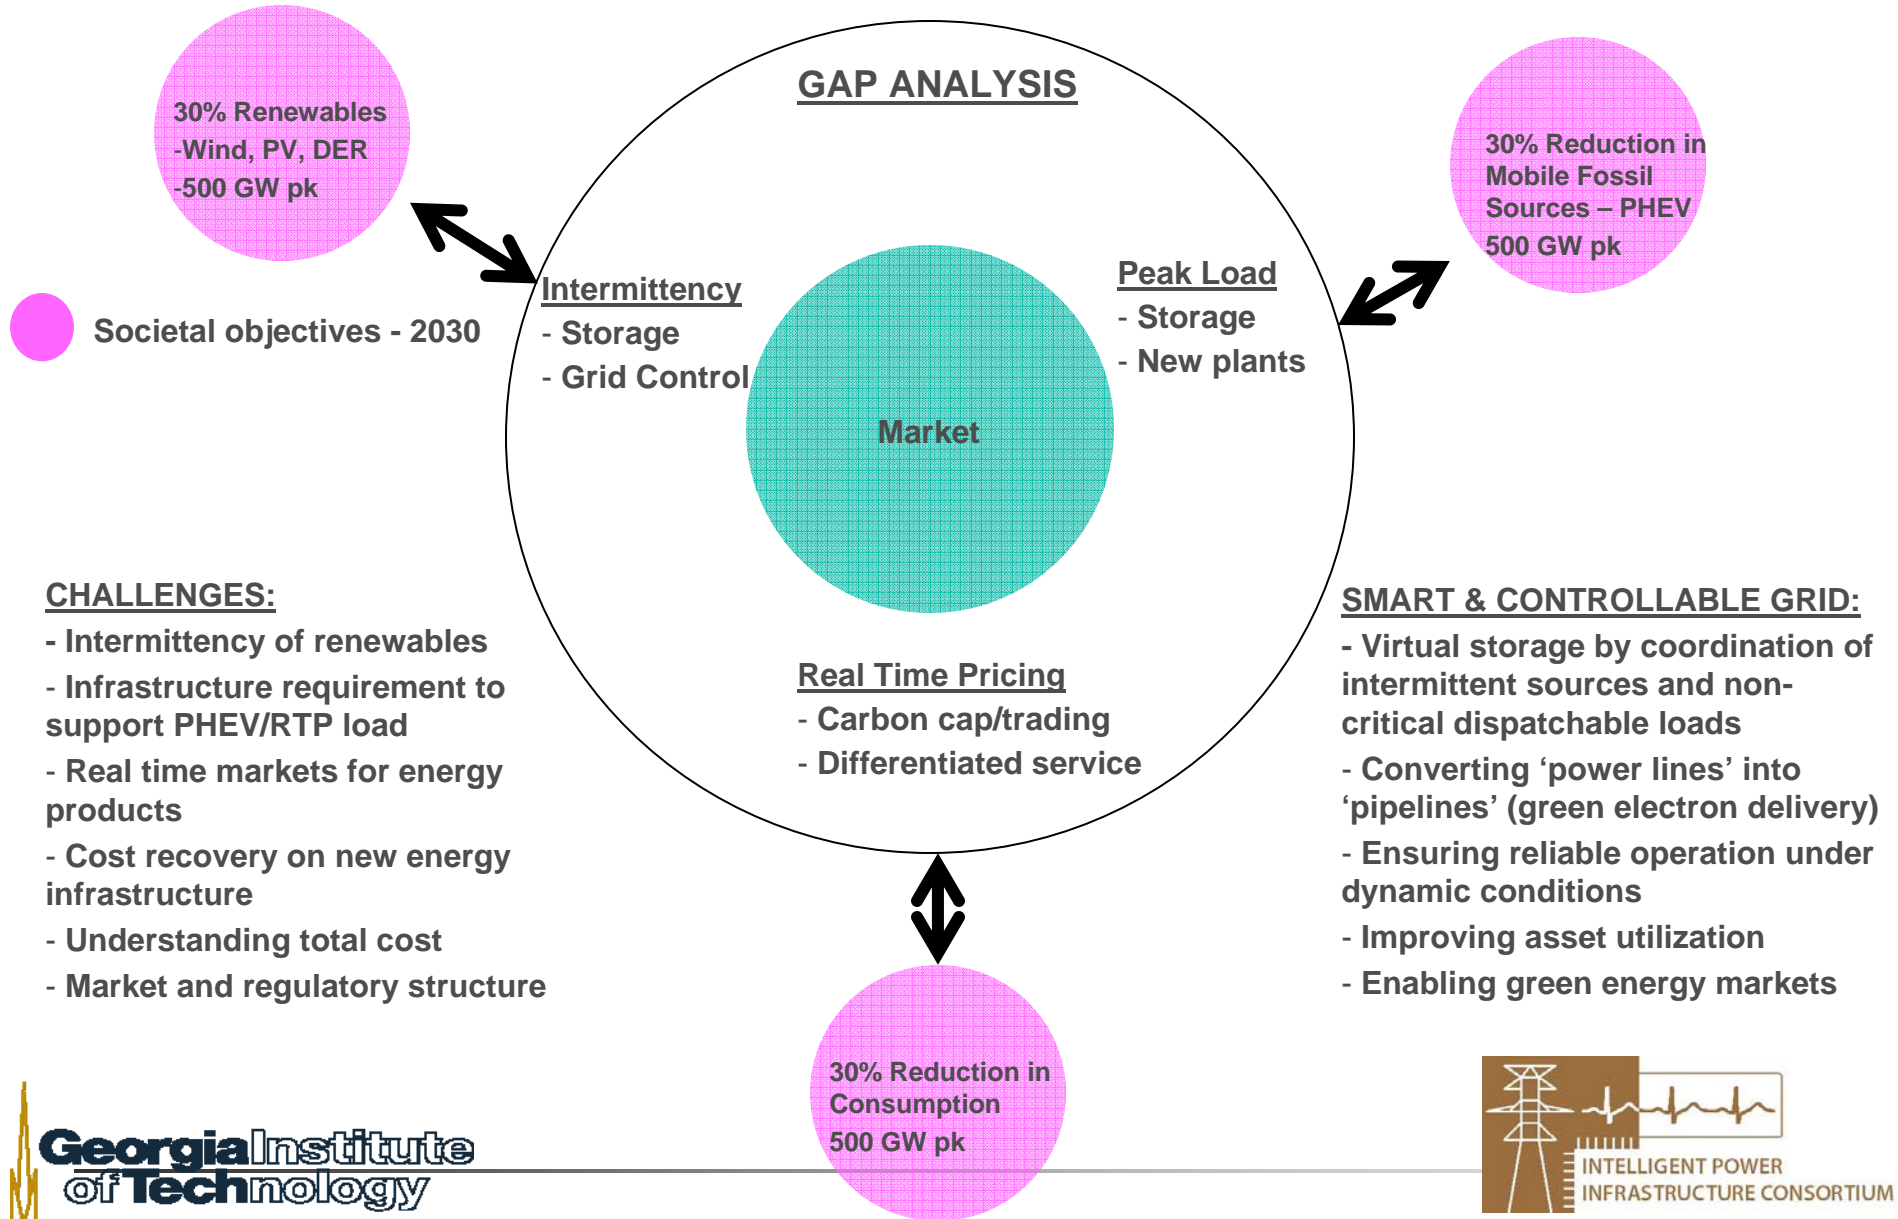 GAP ANALYSIS
30% Renewables
-Wind, PV, DER
-500 GW pk
30% Reduction in
Mobile Fossil
Sources – PHEV
500 GW pk
Societal objectives - 2030
Intermittency
- Storage
- Grid Control
Peak Load
- Storage
- New plants
Market
Real Time Pricing
- Carbon cap/trading
- Differentiated service
CHALLENGES:
- Intermittency of renewables
- Infrastructure requirement to
support PHEV/RTP load
- Real time markets for energy
products
- Cost recovery on new energy
infrastructure
- Understanding total cost
- Market and regulatory structure
SMART & CONTROLLABLE GRID:
- Virtual storage by coordination of
intermittent sources and non-
critical dispatchable loads
- Converting ‘power lines’ into
‘pipelines’ (green electron delivery)
- Ensuring reliable operation under
dynamic conditions
- Improving asset utilization
- Enabling green energy markets
30% Reduction in
Consumption
500 GW pk
Georgia Institute
of Technology
INTELLIGENT POWER
INFRASTRUCTURE CONSORTIUM